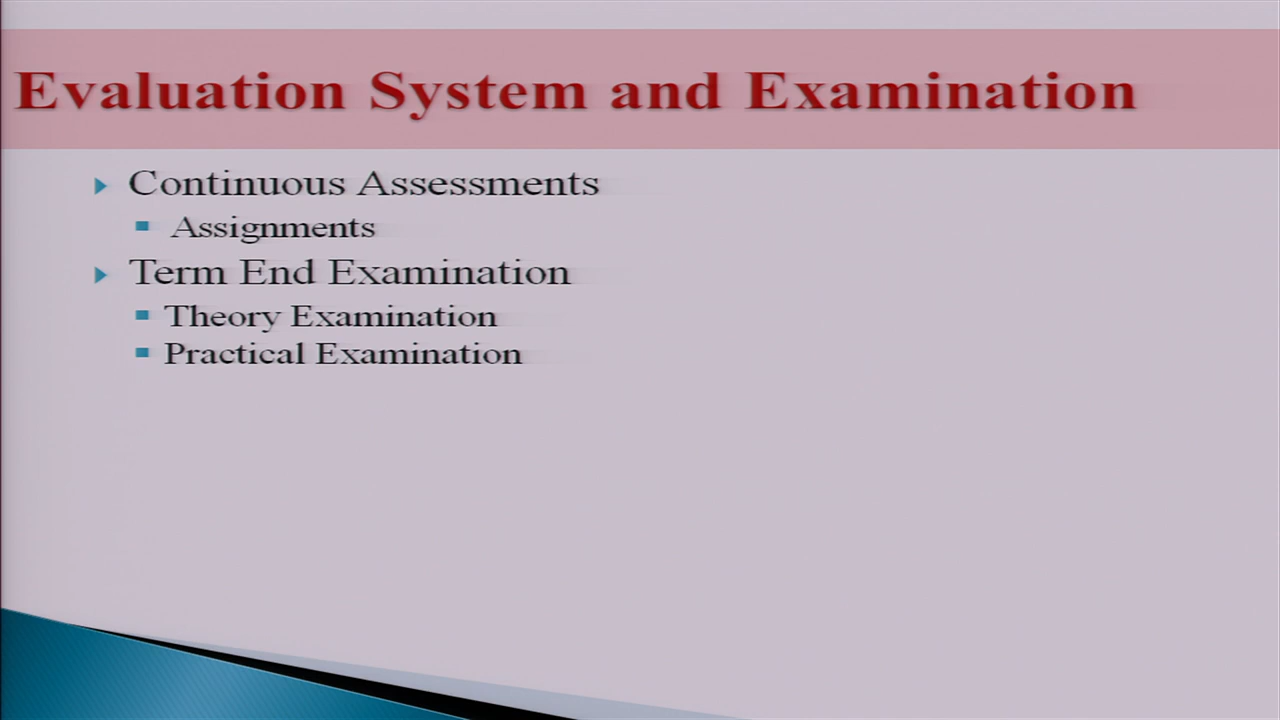 Evaluation System and Examination
Continuous Assessments
Assignments
Term End Examination
Theory Examination
Practical Examination